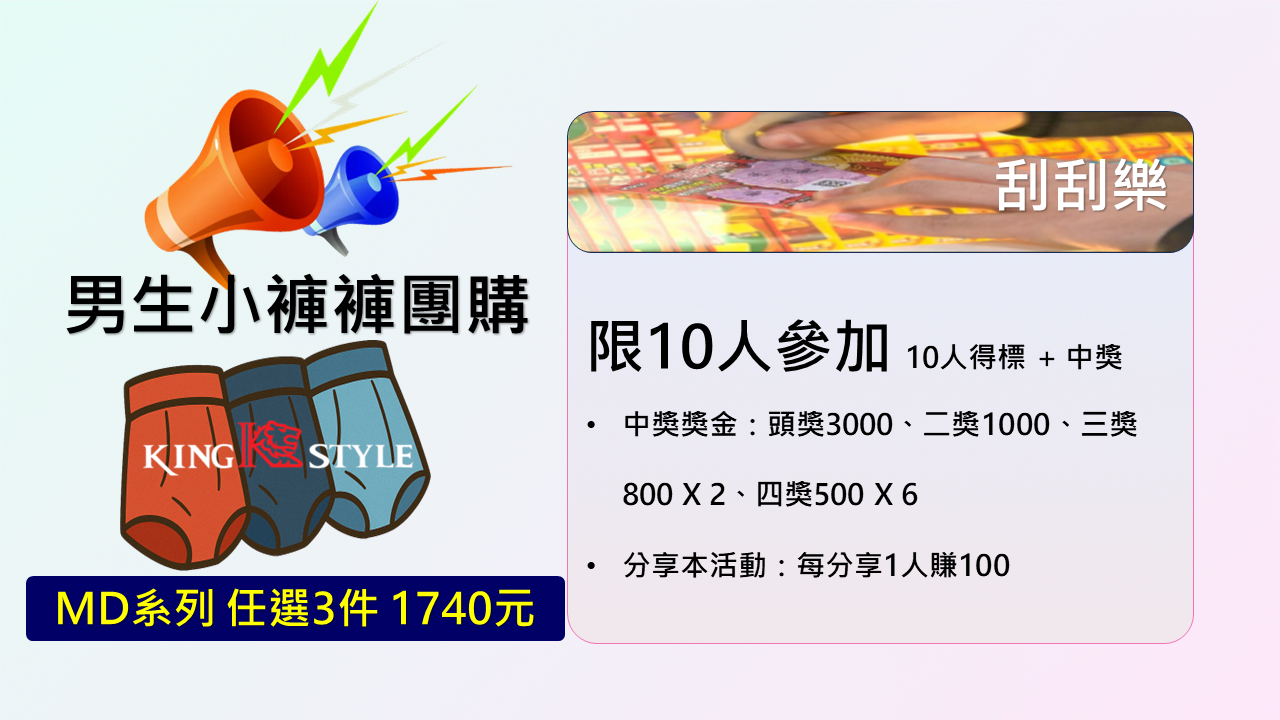 男生小褲褲團購
KING STYLE
MD系列 任選3件 1740元
刮刮樂
限10人參加 10人得標 + 中獎
• 中獎獎金：頭獎3000、二獎1000、三獎
800 X 2、四獎500 X 6
• 分享本活動：每分享1人賺100